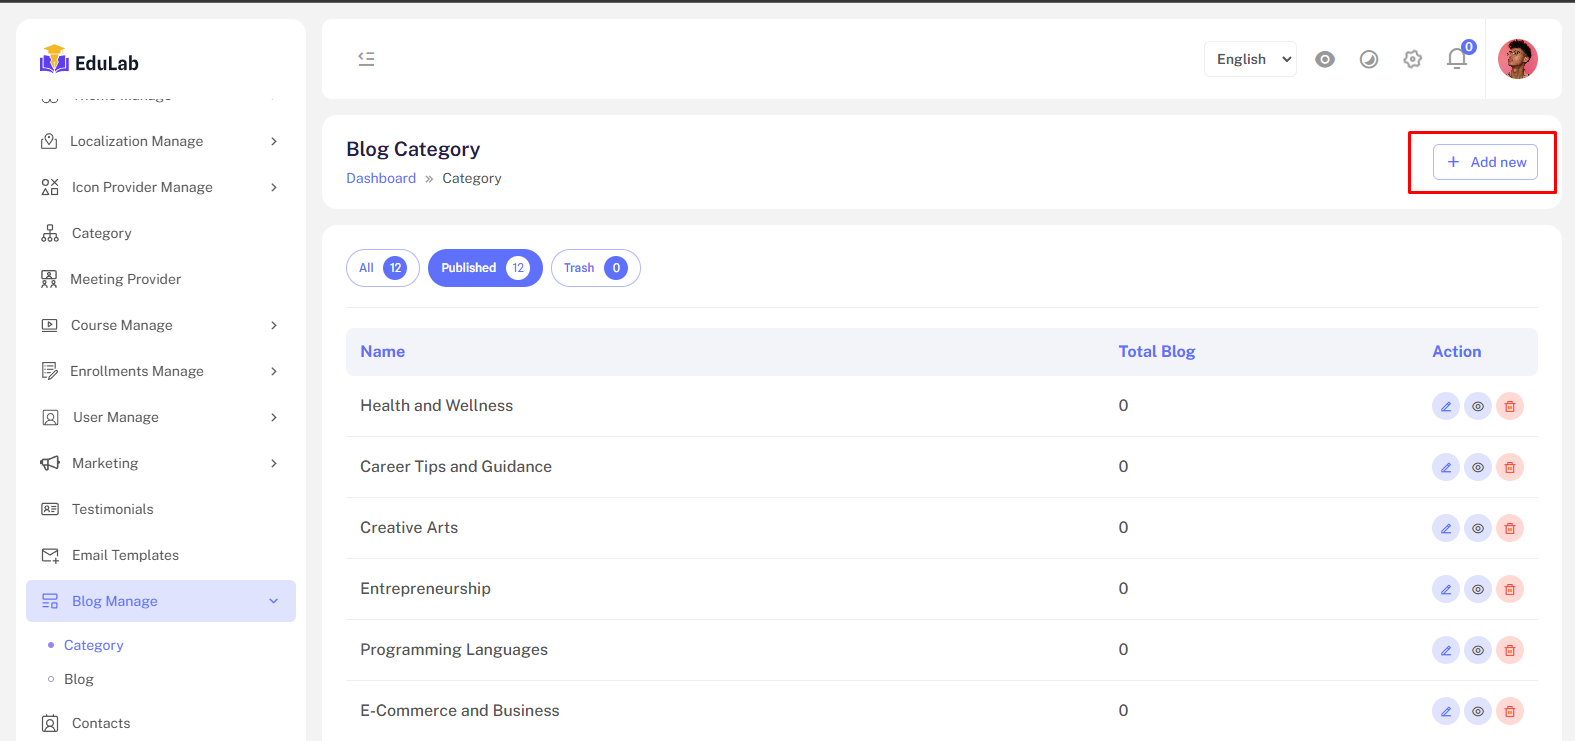 EduLab
Theme Manage
Localization Manage
Icon Provider Manage
Category
Meeting Provider
Course Manage
Enrollments Manage
User Manage
Marketing
Testimonials
Email Templates
Blog Manage
Category
Blog
Contacts
English
0
Blog Category
Dashboard » Category
+ Add new
All 12
Published 12
Trash 0
Name Total Blog Action
Health and Wellness 0
Career Tips and Guidance 0
Creative Arts 0
Entrepreneurship 0
Programming Languages 0
E-Commerce and Business 0